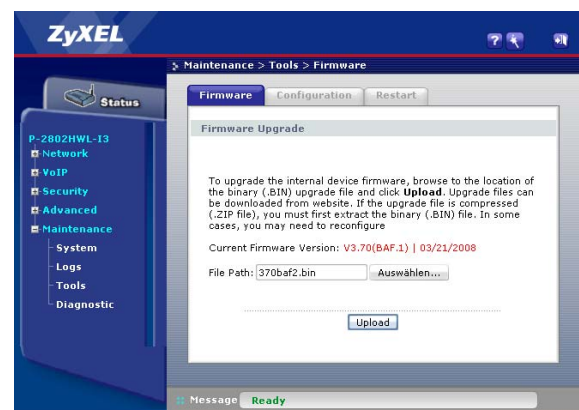 ZyXEL
Maintenance > Tools > Firmware
Status
P-2802HWL-I3
Network
VoIP
Security
Advanced
Maintenance
System
Logs
Tools
Diagnostic
Firmware
Configuration
Restart
Firmware Upgrade
To upgrade the internal device firmware, browse to the location of
the binary (.BIN) upgrade file and click Upload. Upgrade files can
be downloaded from website. If the upgrade file is compressed
(.ZIP file), you must first extract the binary (.BIN) file. In some
cases, you may need to reconfigure
Current Firmware Version: V3.70(BAF.1) | 03/21/2008
File Path: 370baf2.bin Auswählen...
Upload
Message Ready